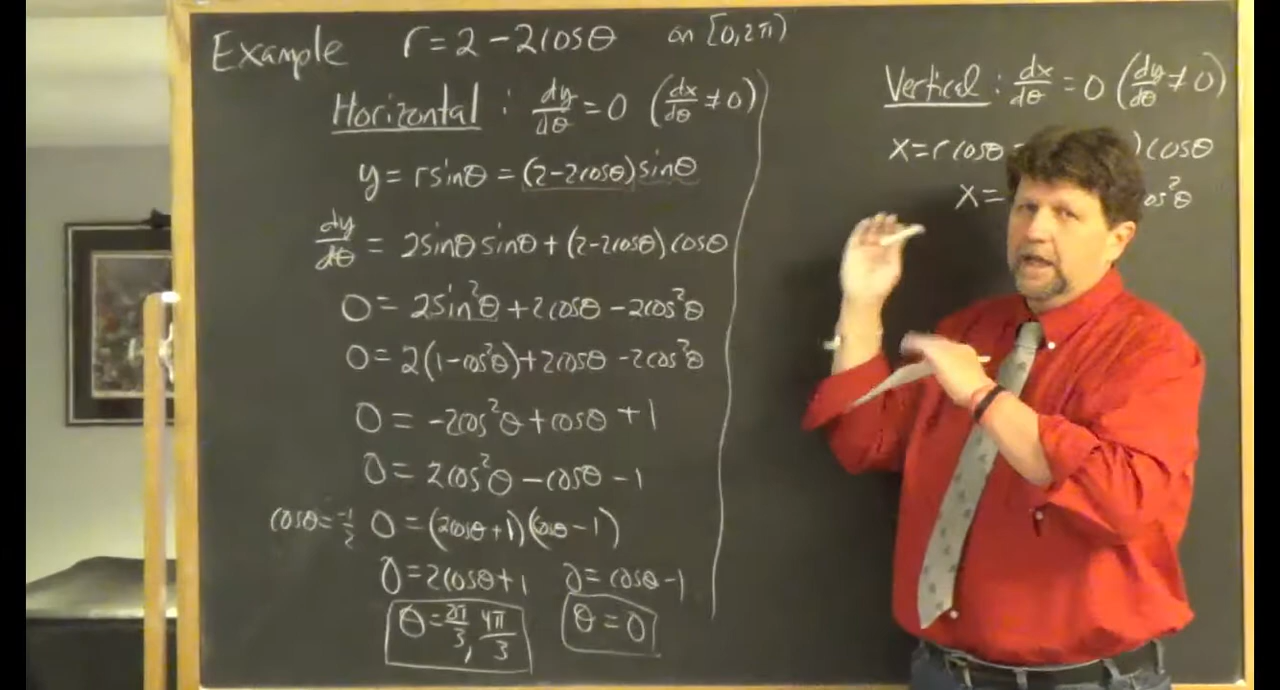 Example r = 2 - 2cosθ on [0, 2π)
Horizontal : dy/dθ = 0 (dx/dθ ≠ 0)
y = r sinθ = (2-2cosθ) sinθ
dy/dθ = 2sinθ sinθ + (2-2cosθ) cosθ
0 = 2sin²θ + 2cosθ - 2cos²θ
0 = 2(1-cos²θ) + 2cosθ - 2cos²θ
0 = -2cos²θ + cosθ + 1
0 = 2cos²θ - cosθ - 1
cosθ = -1/2 0 = (2cosθ + 1)(cosθ - 1)
0 = 2cosθ + 1 0 = cosθ - 1
θ = 2π/3, 4π/3 θ = 0
Vertical : dx/dθ = 0 (dy/dθ ≠ 0)
x = r cosθ = ) cosθ
x = os²θ